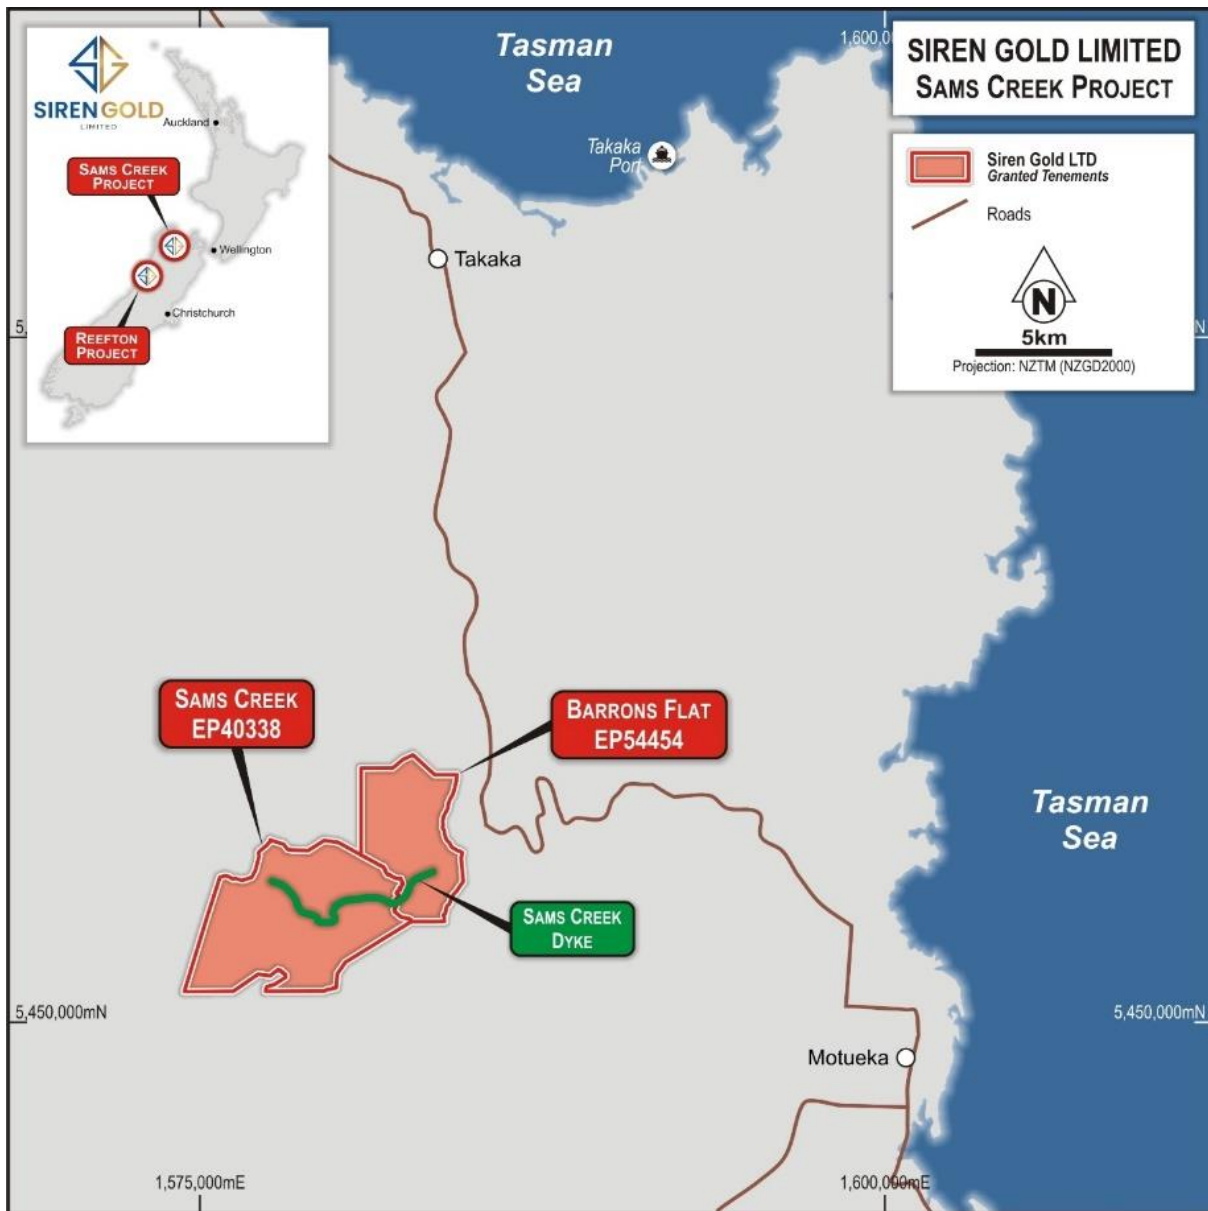 SIREN GOLD
LIMITED
Auckland
SAMS CREEK
PROJECT
Wellington
Christchurch
REEFTON
PROJECT
Tasman
Sea
1,600,0
SIREN GOLD LIMITED
SAMS CREEK PROJECT
Siren Gold LTD
Granted Tenements
Roads
N
5km
Projection: NZTM (NZGD2000)
Takaka
Port
Takaka
5,
N
SAMS CREEK
EP40338
BARRONS FLAT
EP54454
Tasman
Sea
SAMS CREEK
DYKE
5,450,000mN
5,450,000mN
Motueka
1,575,000mE
1,600,000mE